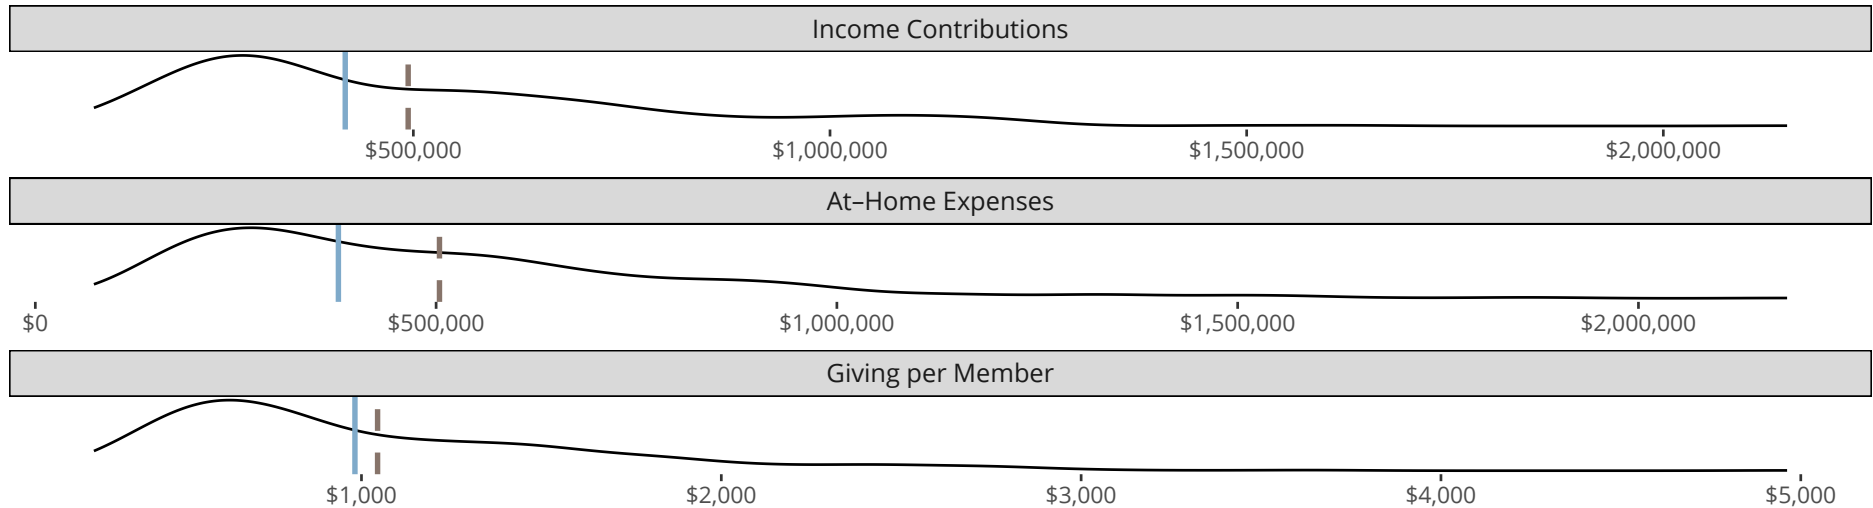 Income Contributions
$500,000 $1,000,000 $1,500,000 $2,000,000
At–Home Expenses
$0 $500,000 $1,000,000 $1,500,000 $2,000,000
Giving per Member
$1,000 $2,000 $3,000 $4,000 $5,000